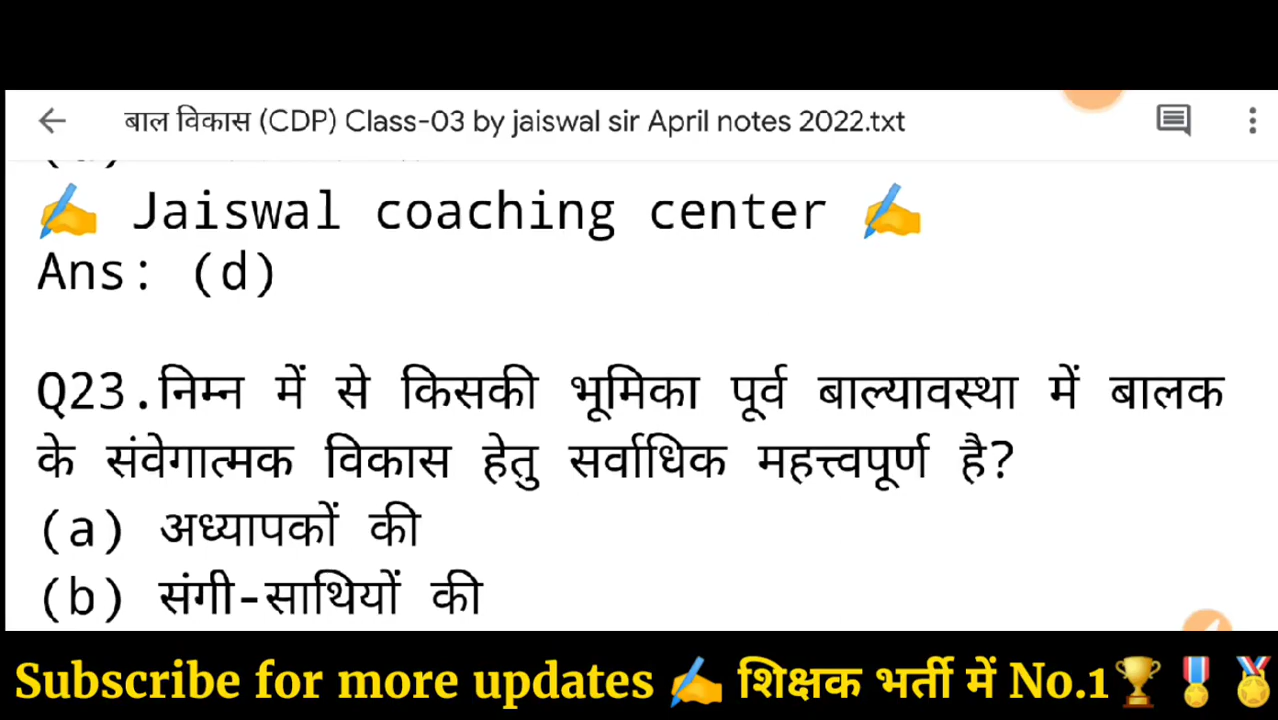 बाल विकास (CDP) Class-03 by jaiswal sir April notes 2022.txt
✍ Jaiswal coaching center ✍
Ans: (d)
Q23.निम्न में से किसकी भूमिका पूर्व बाल्यावस्था में बालक
के संवेगात्मक विकास हेतु सर्वाधिक महत्त्वपूर्ण है?
(a) अध्यापकों की
(b) संगी-साथियों की
Subscribe for more updates ✍ शिक्षक भर्ती में No.1🏆🎖🏅